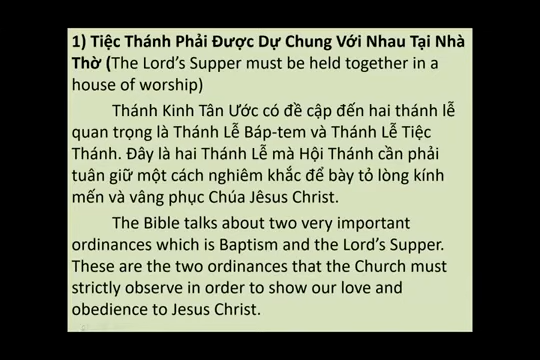 1) Tiệc Thánh Phải Được Dự Chung Với Nhau Tại Nhà
Thờ (The Lord’s Supper must be held together in a
house of worship)
Thánh Kinh Tân Ước có đề cập đến hai thánh lễ
quan trọng là Thánh Lễ Báp-tem và Thánh Lễ Tiệc
Thánh. Đây là hai Thánh Lễ mà Hội Thánh cần phải
tuân giữ một cách nghiêm khắc để bày tỏ lòng kính
mến và vâng phục Chúa Jêsus Christ.
The Bible talks about two very important
ordinances which is Baptism and the Lord’s Supper.
These are the two ordinances that the Church must
strictly observe in order to show our love and
obedience to Jesus Christ.